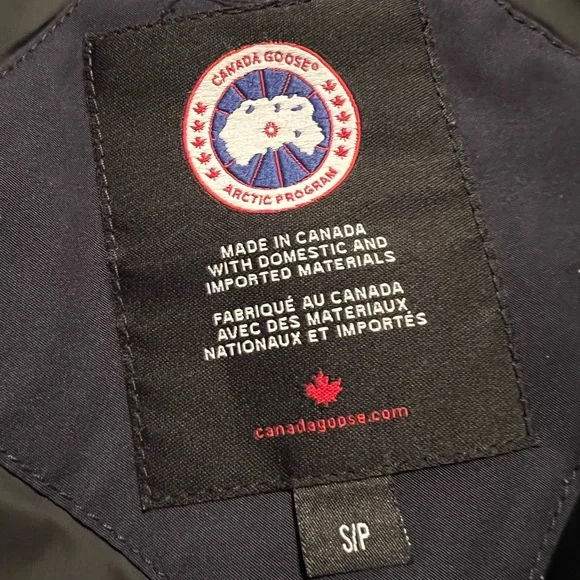 CANADA GOOSE®
ARCTIC PROGRAM
MADE IN CANADA
WITH DOMESTIC AND
IMPORTED MATERIALS
FABRIQUÉ AU CANADA
AVEC DES MATERIAUX
NATIONAUX ET IMPORTÉS
canadagoose.com
S/P